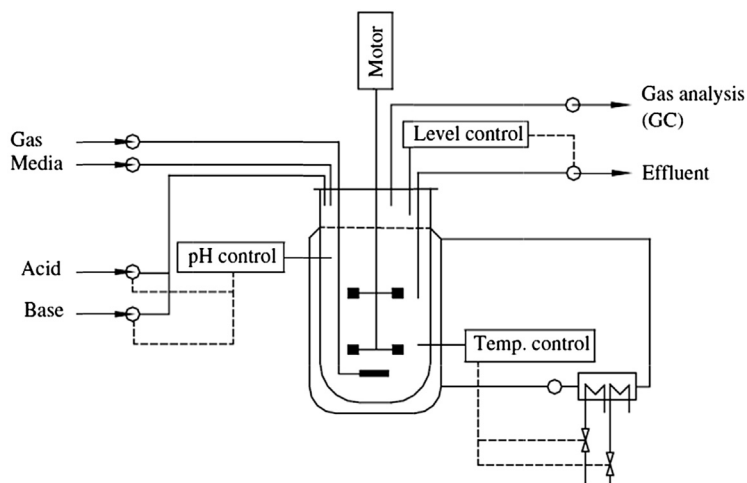 Motor
Gas analysis
(GC)
Level control
Gas
Media
Effluent
pH control
Acid
Base
Temp. control